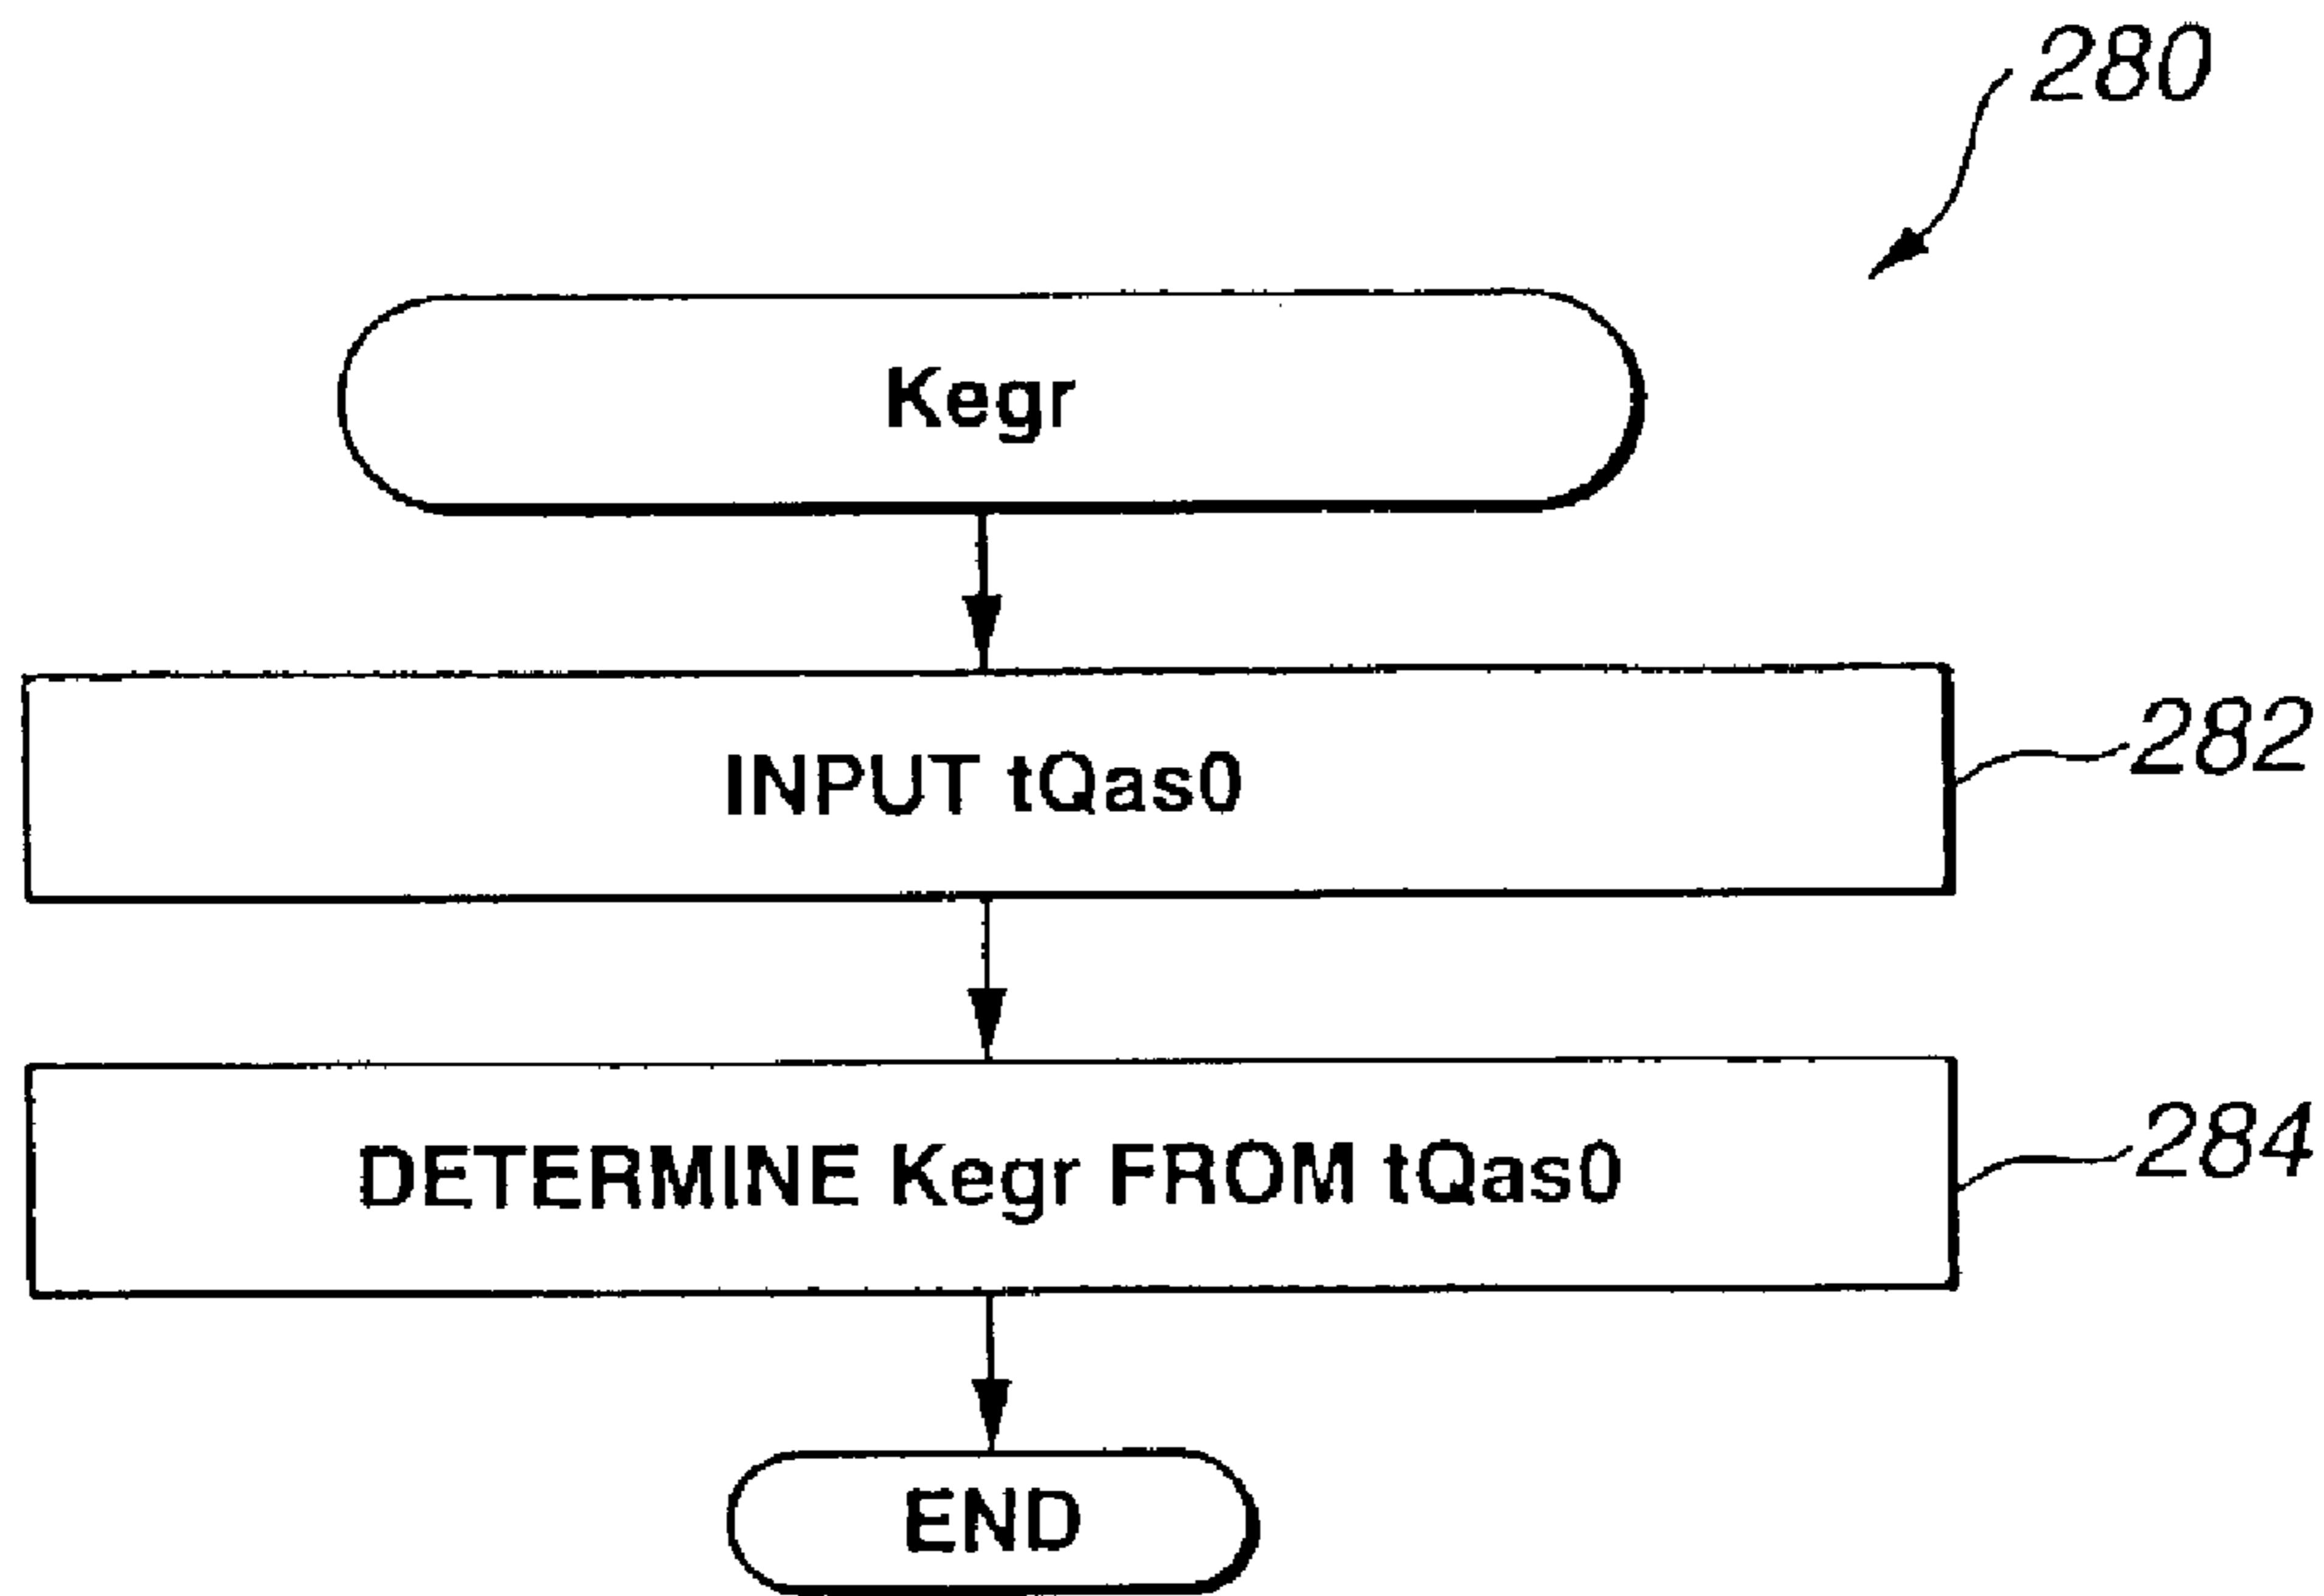 280
Kegr
INPUT tQas0
282
DETERMINE Kegr FROM tQas0
284
END